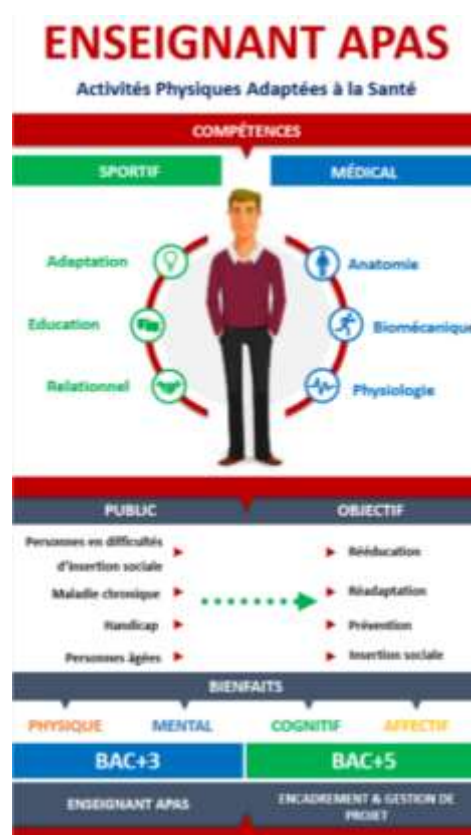 ENSEIGNANT APAS
Activités Physiques Adaptées à la Santé
COMPÉTENCES
SPORTIF
MÉDICAL
Adaptation
Anatomie
Education
Biomécanique
Relationnel
Physiologie
PUBLIC
OBJECTIF
Personnes en difficultés
d'insertion sociale
Rééducation
Maladie chronique
Réadaptation
Handicap
Prévention
Personnes âgées
Insertion sociale
BIENFAITS
PHYSIQUE
MENTAL
COGNITIF
AFFECTIF
BAC+3
BAC+5
ENSEIGNANT APAS
ENCADREMENT & GESTION DE
PROJET